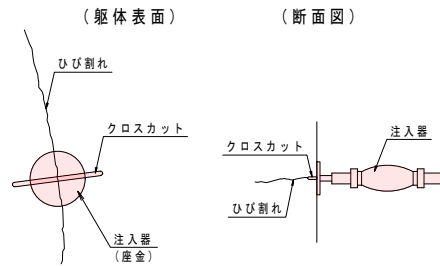 (躯体表面)
ひび割れ
クロスカット
注入器
(座金)
(断面図)
注入器
クロスカット
ひび割れ